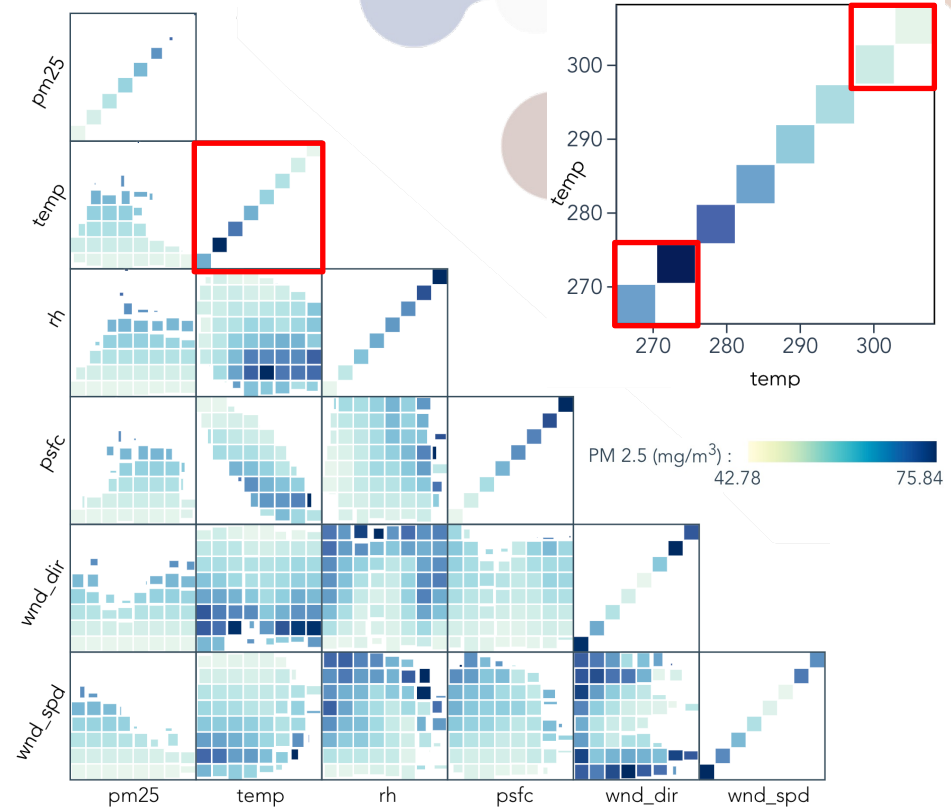 pm25
temp
rh
psfc
wnd_dir
wnd_spd
pm25 temp rh psfc wnd_dir wnd_spd
300
290
280
270
temp
270 280 290 300
temp
PM 2.5 (mg/m³) :
42.78 75.84